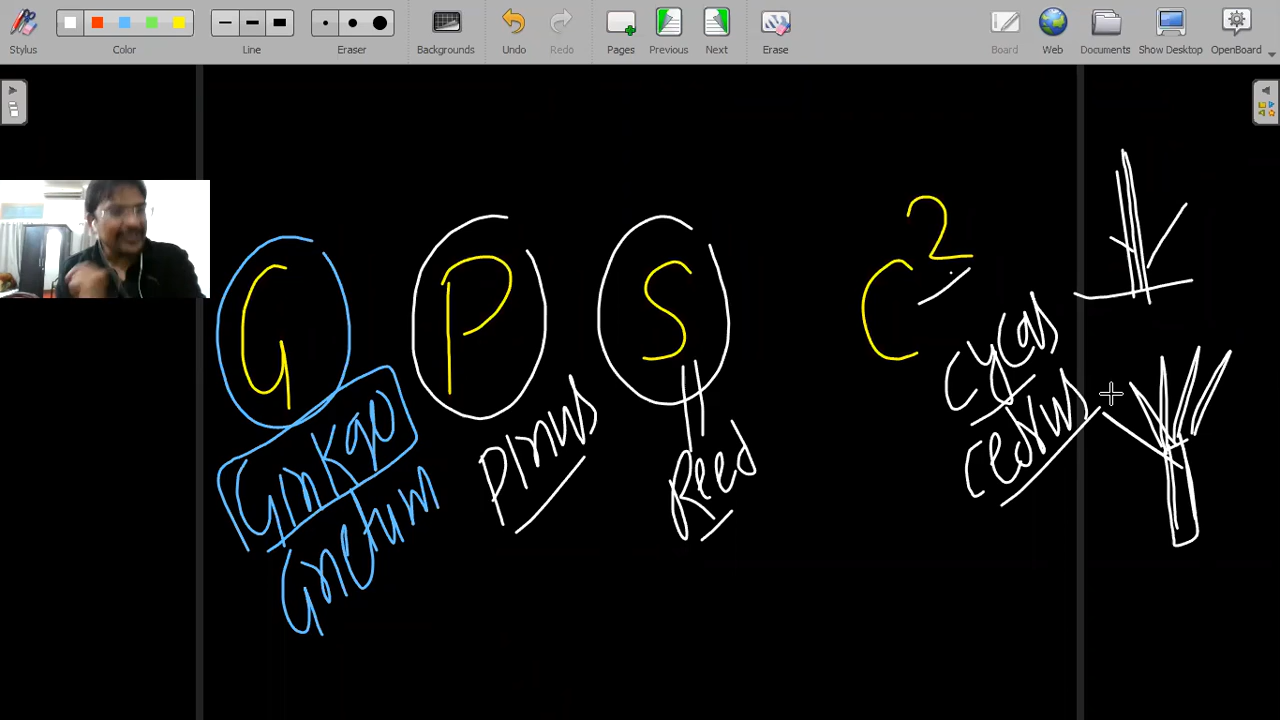 Stylus
Color
Line
Eraser
Backgrounds
Undo
Redo
Pages
Previous
Next
Erase
Board
Web
Documents
Show Desktop
OpenBoard
G P S C2
Ginkgo
Gnetum
Pinus
Reed
Cycas
Cedrus